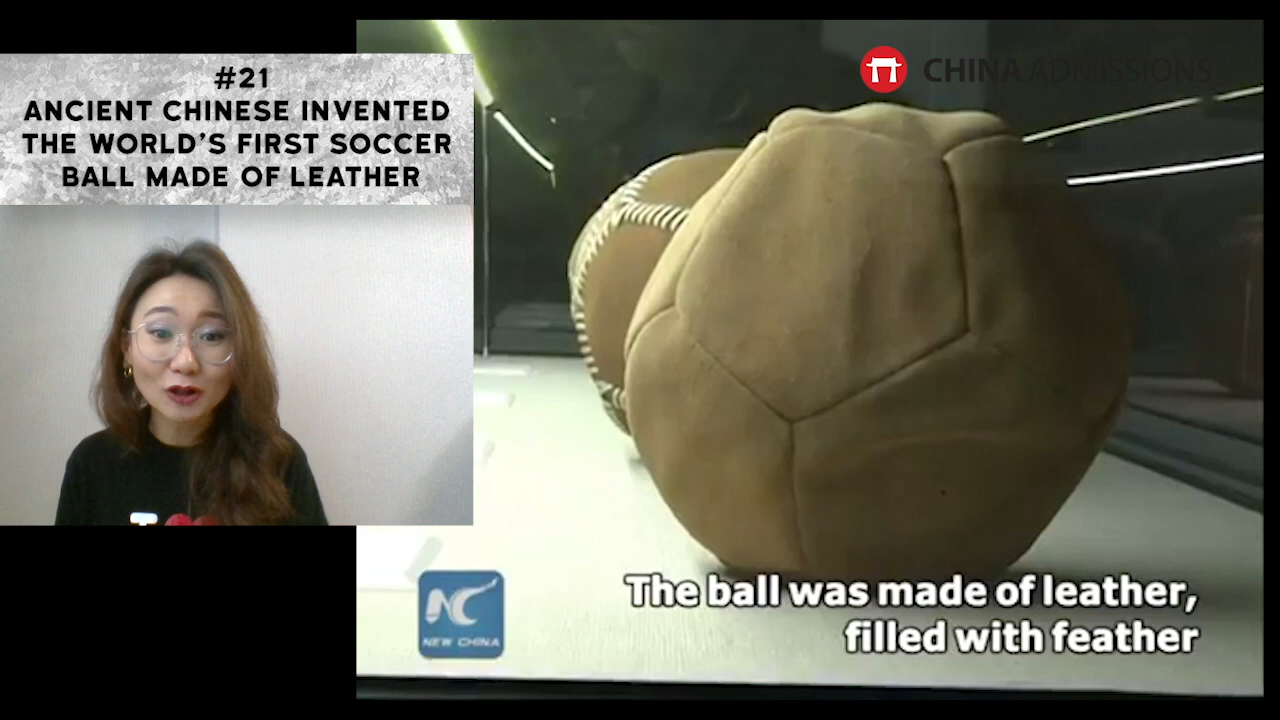 #21
ANCIENT CHINESE INVENTED
THE WORLD'S FIRST SOCCER
BALL MADE OF LEATHER
CHINA ADMISSIONS
I
NC
NEW CHINA
The ball was made of leather,
filled with feather